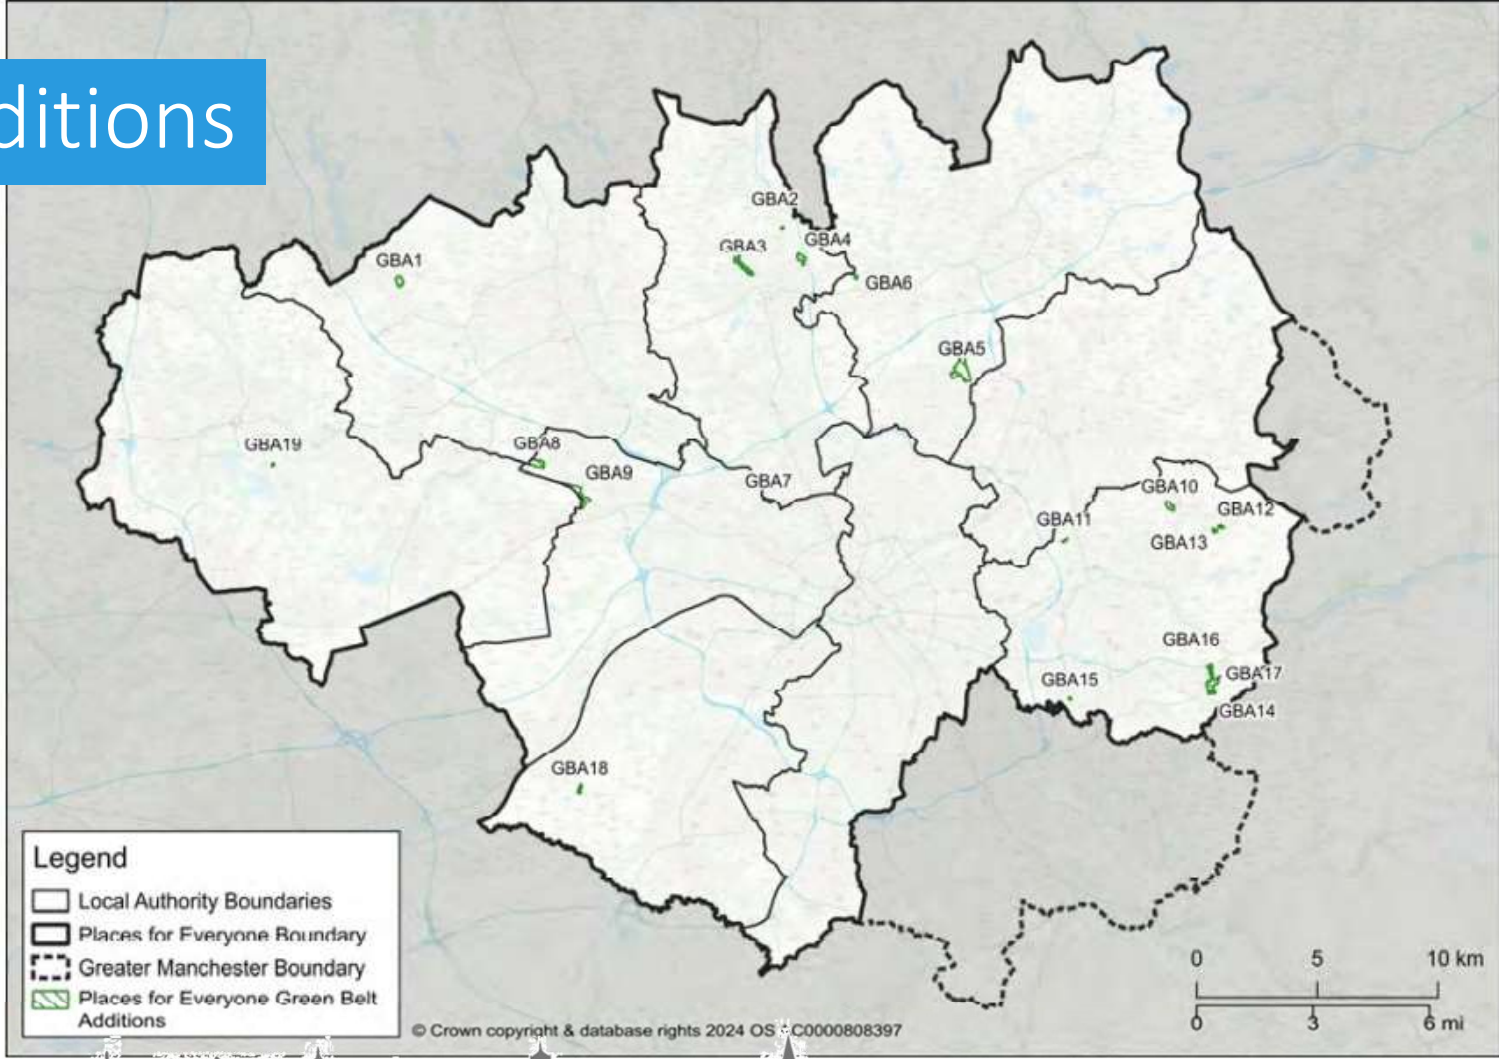 ditions
GBA2
GBA3
GBA4
GBA1
GBA6
GBA5
GBA19
GBA8
GBA9
GBA7
GBA10
GBA12
GBA11
GBA13
GBA16
GBA15
GBA17
GBA14
GBA18
Legend
Local Authority Boundaries
Places for Everyone Boundary
Greater Manchester Boundary
Places for Everyone Green Belt
Additions
0 5 10 km
0 3 6 mi
© Crown copyright & database rights 2024 OS AC0000808397